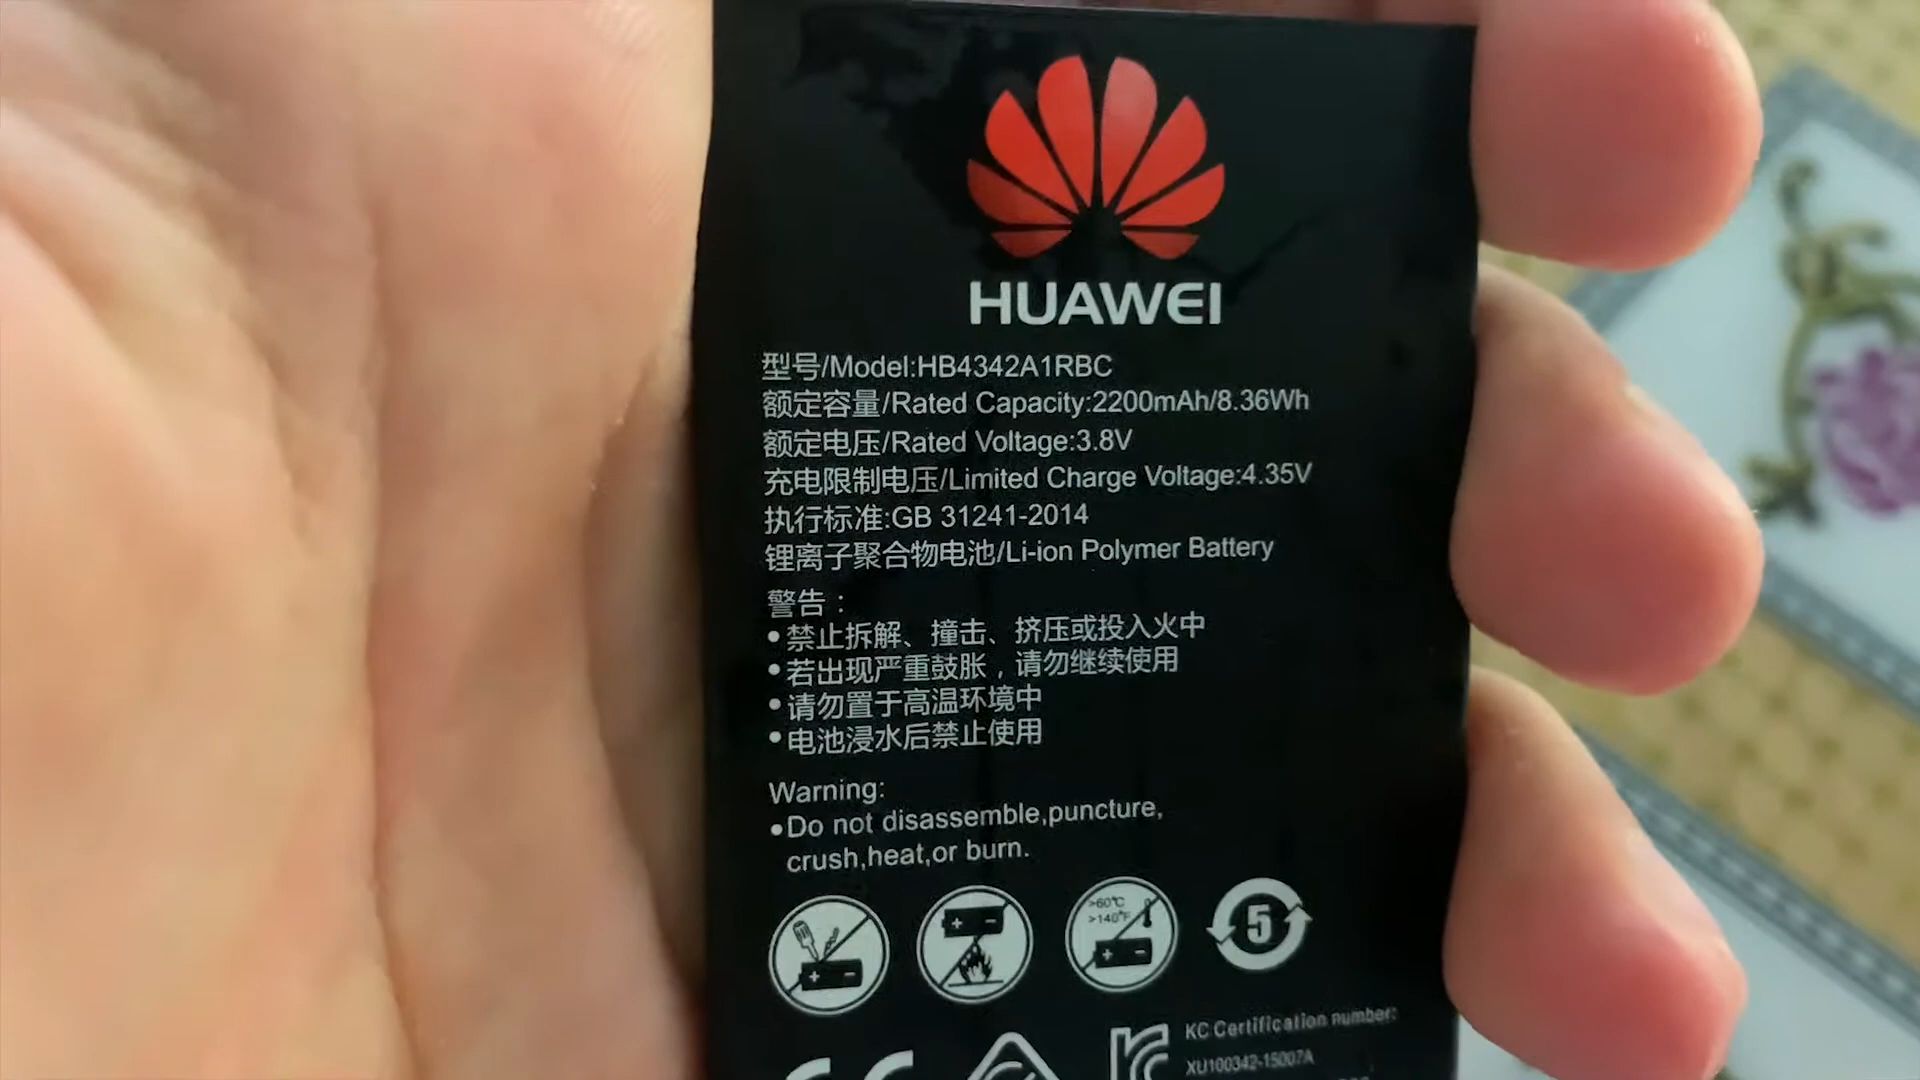 HUAWEI
型号/Model:HB4342A1RBC
额定容量/Rated Capacity:2200mAh/8.36Wh
额定电压/Rated Voltage:3.8V
充电限制电压/Limited Charge Voltage:4.35V
执行标准:GB 31241-2014
锂离子聚合物电池/Li-ion Polymer Battery
警告：
•禁止拆解、撞击、挤压或投入火中
•若出现严重鼓胀，请勿继续使用
•请勿置于高温环境中
•电池浸水后禁止使用
Warning:
•Do not disassemble,puncture,
crush,heat,or burn.
>60℃
>140℉
5
KC Certification number:
XU100342-15007A